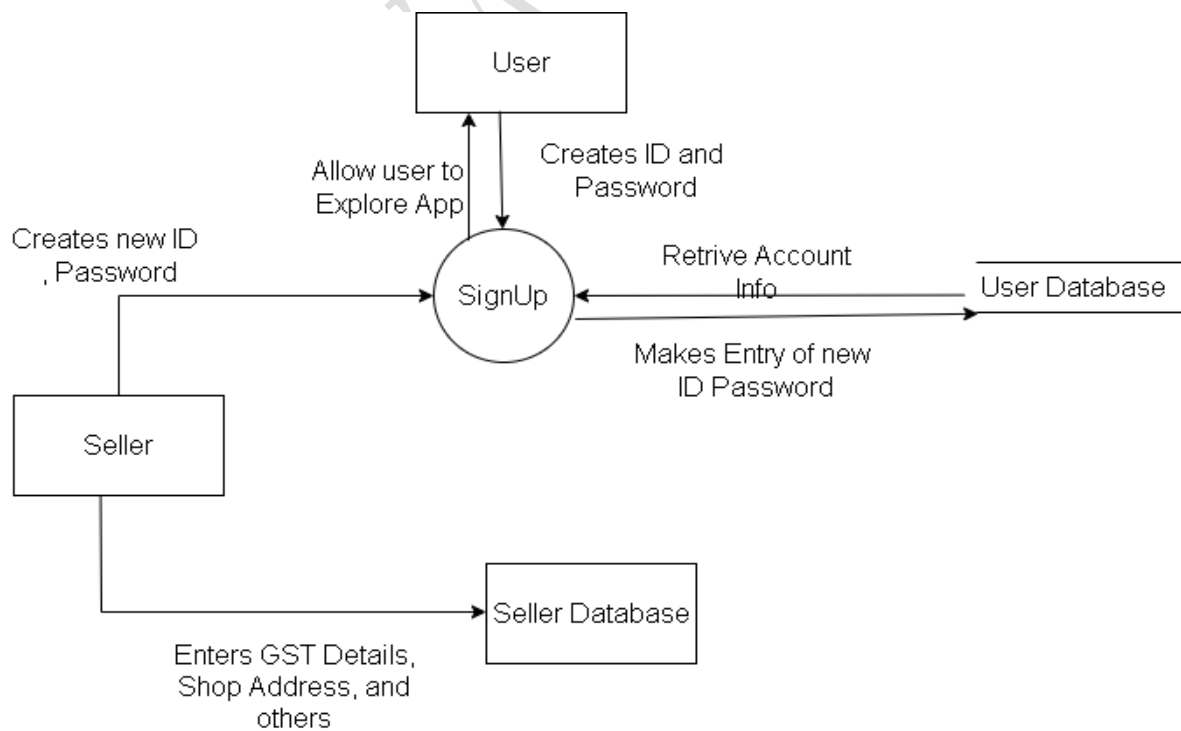 User
Allow user to
Explore App
Creates ID and
Password
Creates new ID
, Password
SignUp
Retrive Account
Info
User Database
Makes Entry of new
ID Password
Seller
Seller Database
Enters GST Details,
Shop Address, and
others